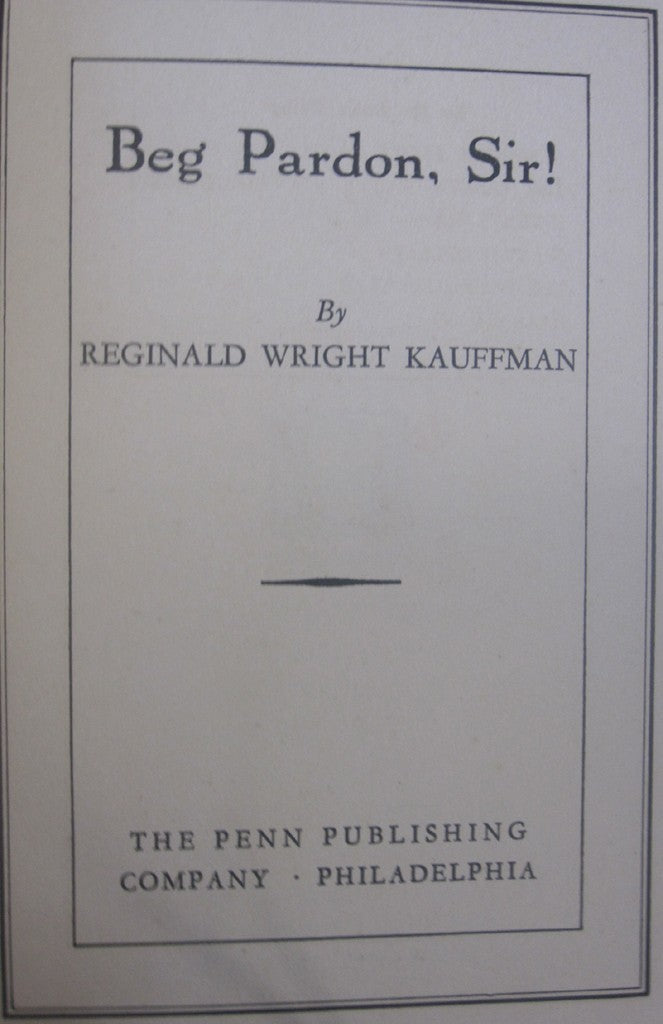 Beg Pardon, Sir!
By
REGINALD WRIGHT KAUFFMAN
THE PENN PUBLISHING
COMPANY · PHILADELPHIA